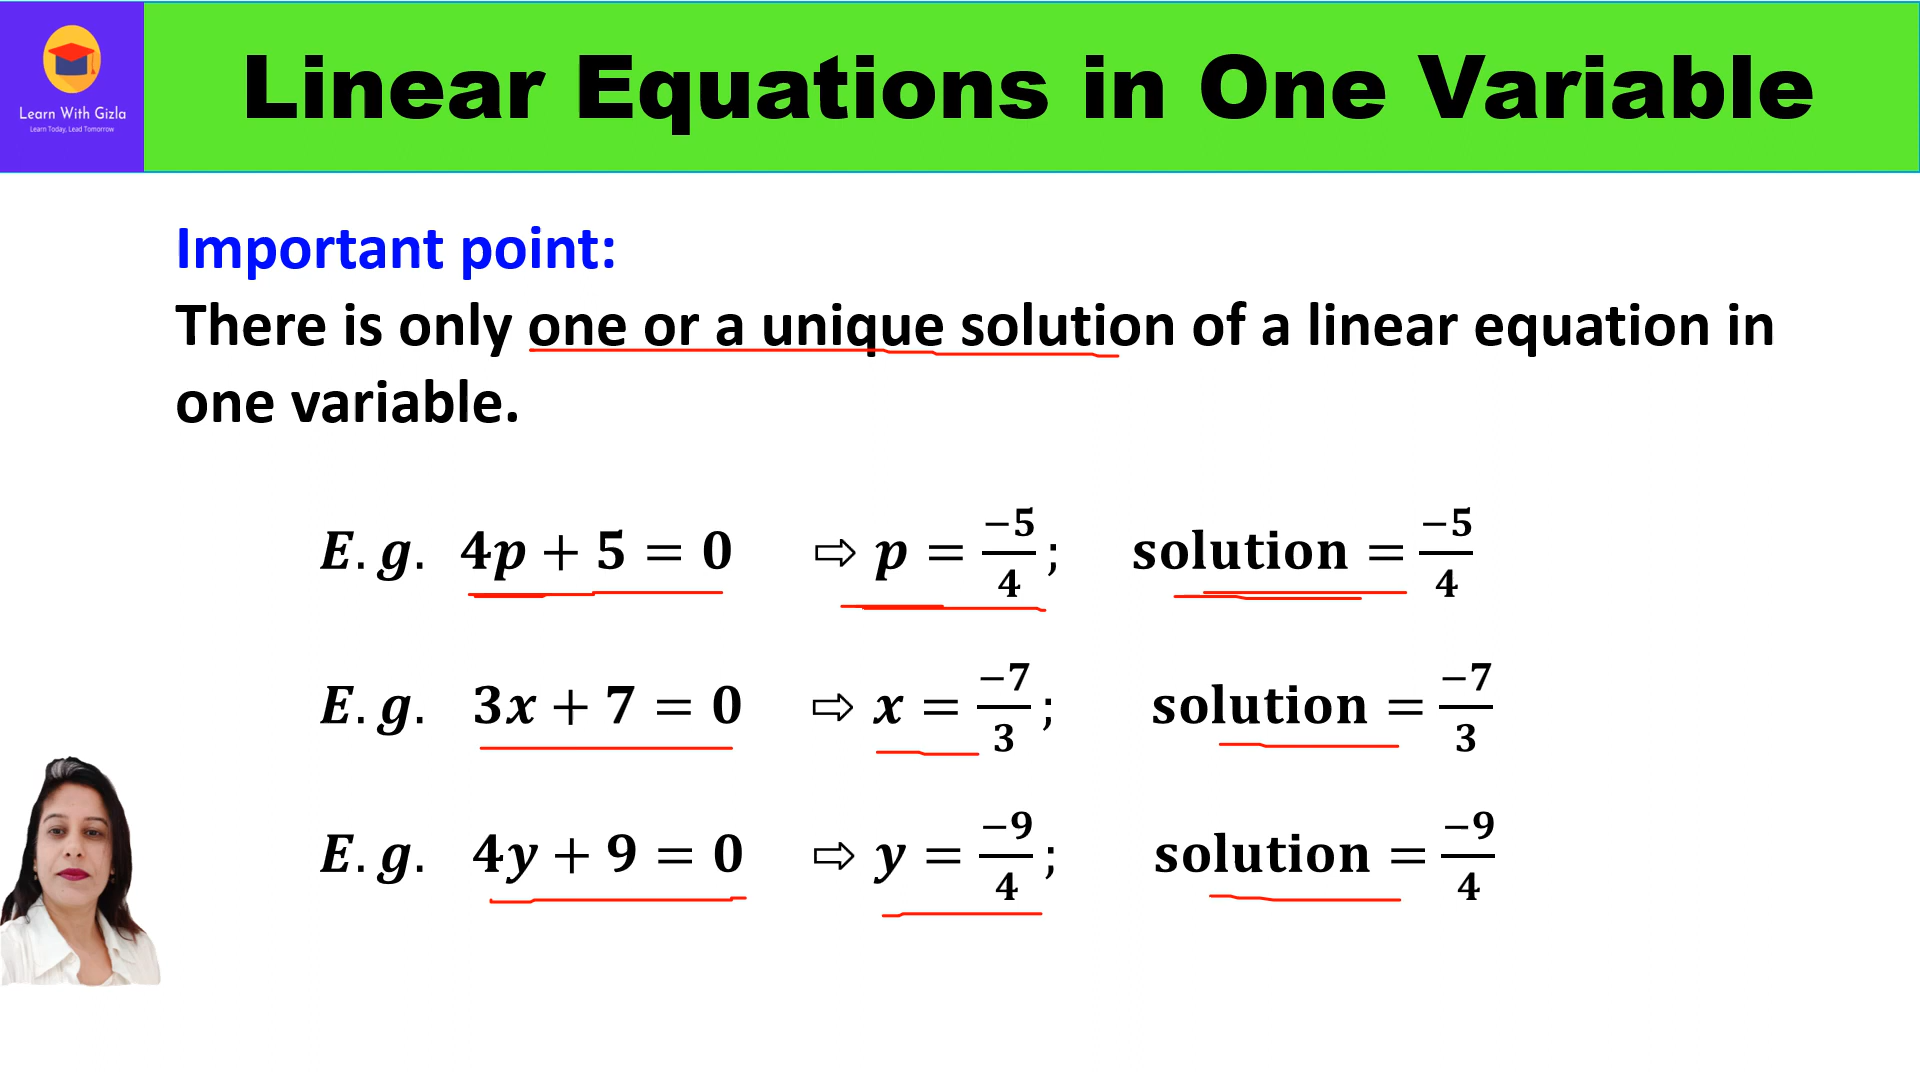 Learn With Gizla
Learn Today, Lead Tomorrow
Linear Equations in One Variable
Important point:
There is only one or a unique solution of a linear equation in
one variable.
E.g. 4p + 5 = 0 ⇨ p = −5/4; solution = −5/4
E.g. 3x + 7 = 0 ⇨ x = −7/3; solution = −7/3
E.g. 4y + 9 = 0 ⇨ y = −9/4; solution = −9/4